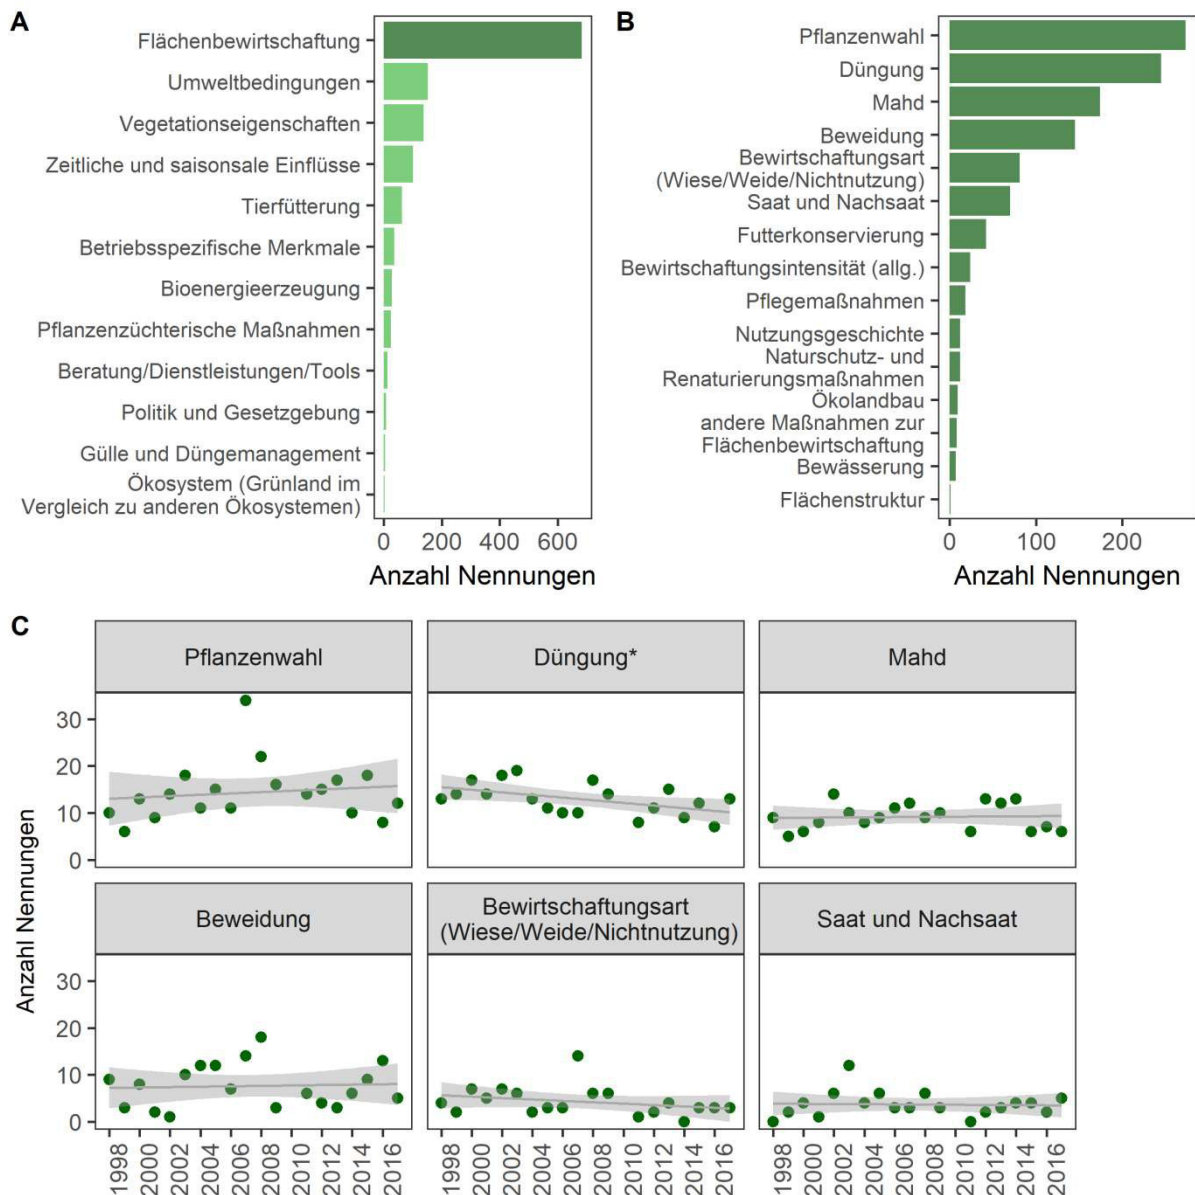 A
Flächenbewirtschaftung
Umweltbedingungen
Vegetationseigenschaften
Zeitliche und saisonsale Einflüsse
Tierfütterung
Betriebsspezifische Merkmale
Bioenergieerzeugung
Pflanzenzüchterische Maßnahmen
Beratung/Dienstleistungen/Tools
Politik und Gesetzgebung
Gülle und Düngemanagement
Ökosystem (Grünland im
Vergleich zu anderen Ökosystemen)
0 200 400 600
Anzahl Nennungen
B
Pflanzenwahl
Düngung
Mahd
Beweidung
Bewirtschaftungsart
(Wiese/Weide/Nichtnutzung)
Saat und Nachsaat
Futterkonservierung
Bewirtschaftungsintensität (allg.)
Pflegemaßnahmen
Nutzungsgeschichte
Naturschutz- und
Renaturierungsmaßnahmen
Ökolandbau
andere Maßnahmen zur
Flächenbewirtschaftung
Bewässerung
Flächenstruktur
0 100 200
Anzahl Nennungen
C
Anzahl Nennungen
Pflanzenwahl
Düngung*
Mahd
30
20
10
0
Beweidung
Bewirtschaftungsart
(Wiese/Weide/Nichtnutzung)
Saat und Nachsaat
30
20
10
0
1998 2000 2002 2004 2006 2008 2010 2012 2014 2016
1998 2000 2002 2004 2006 2008 2010 2012 2014 2016
1998 2000 2002 2004 2006 2008 2010 2012 2014 2016